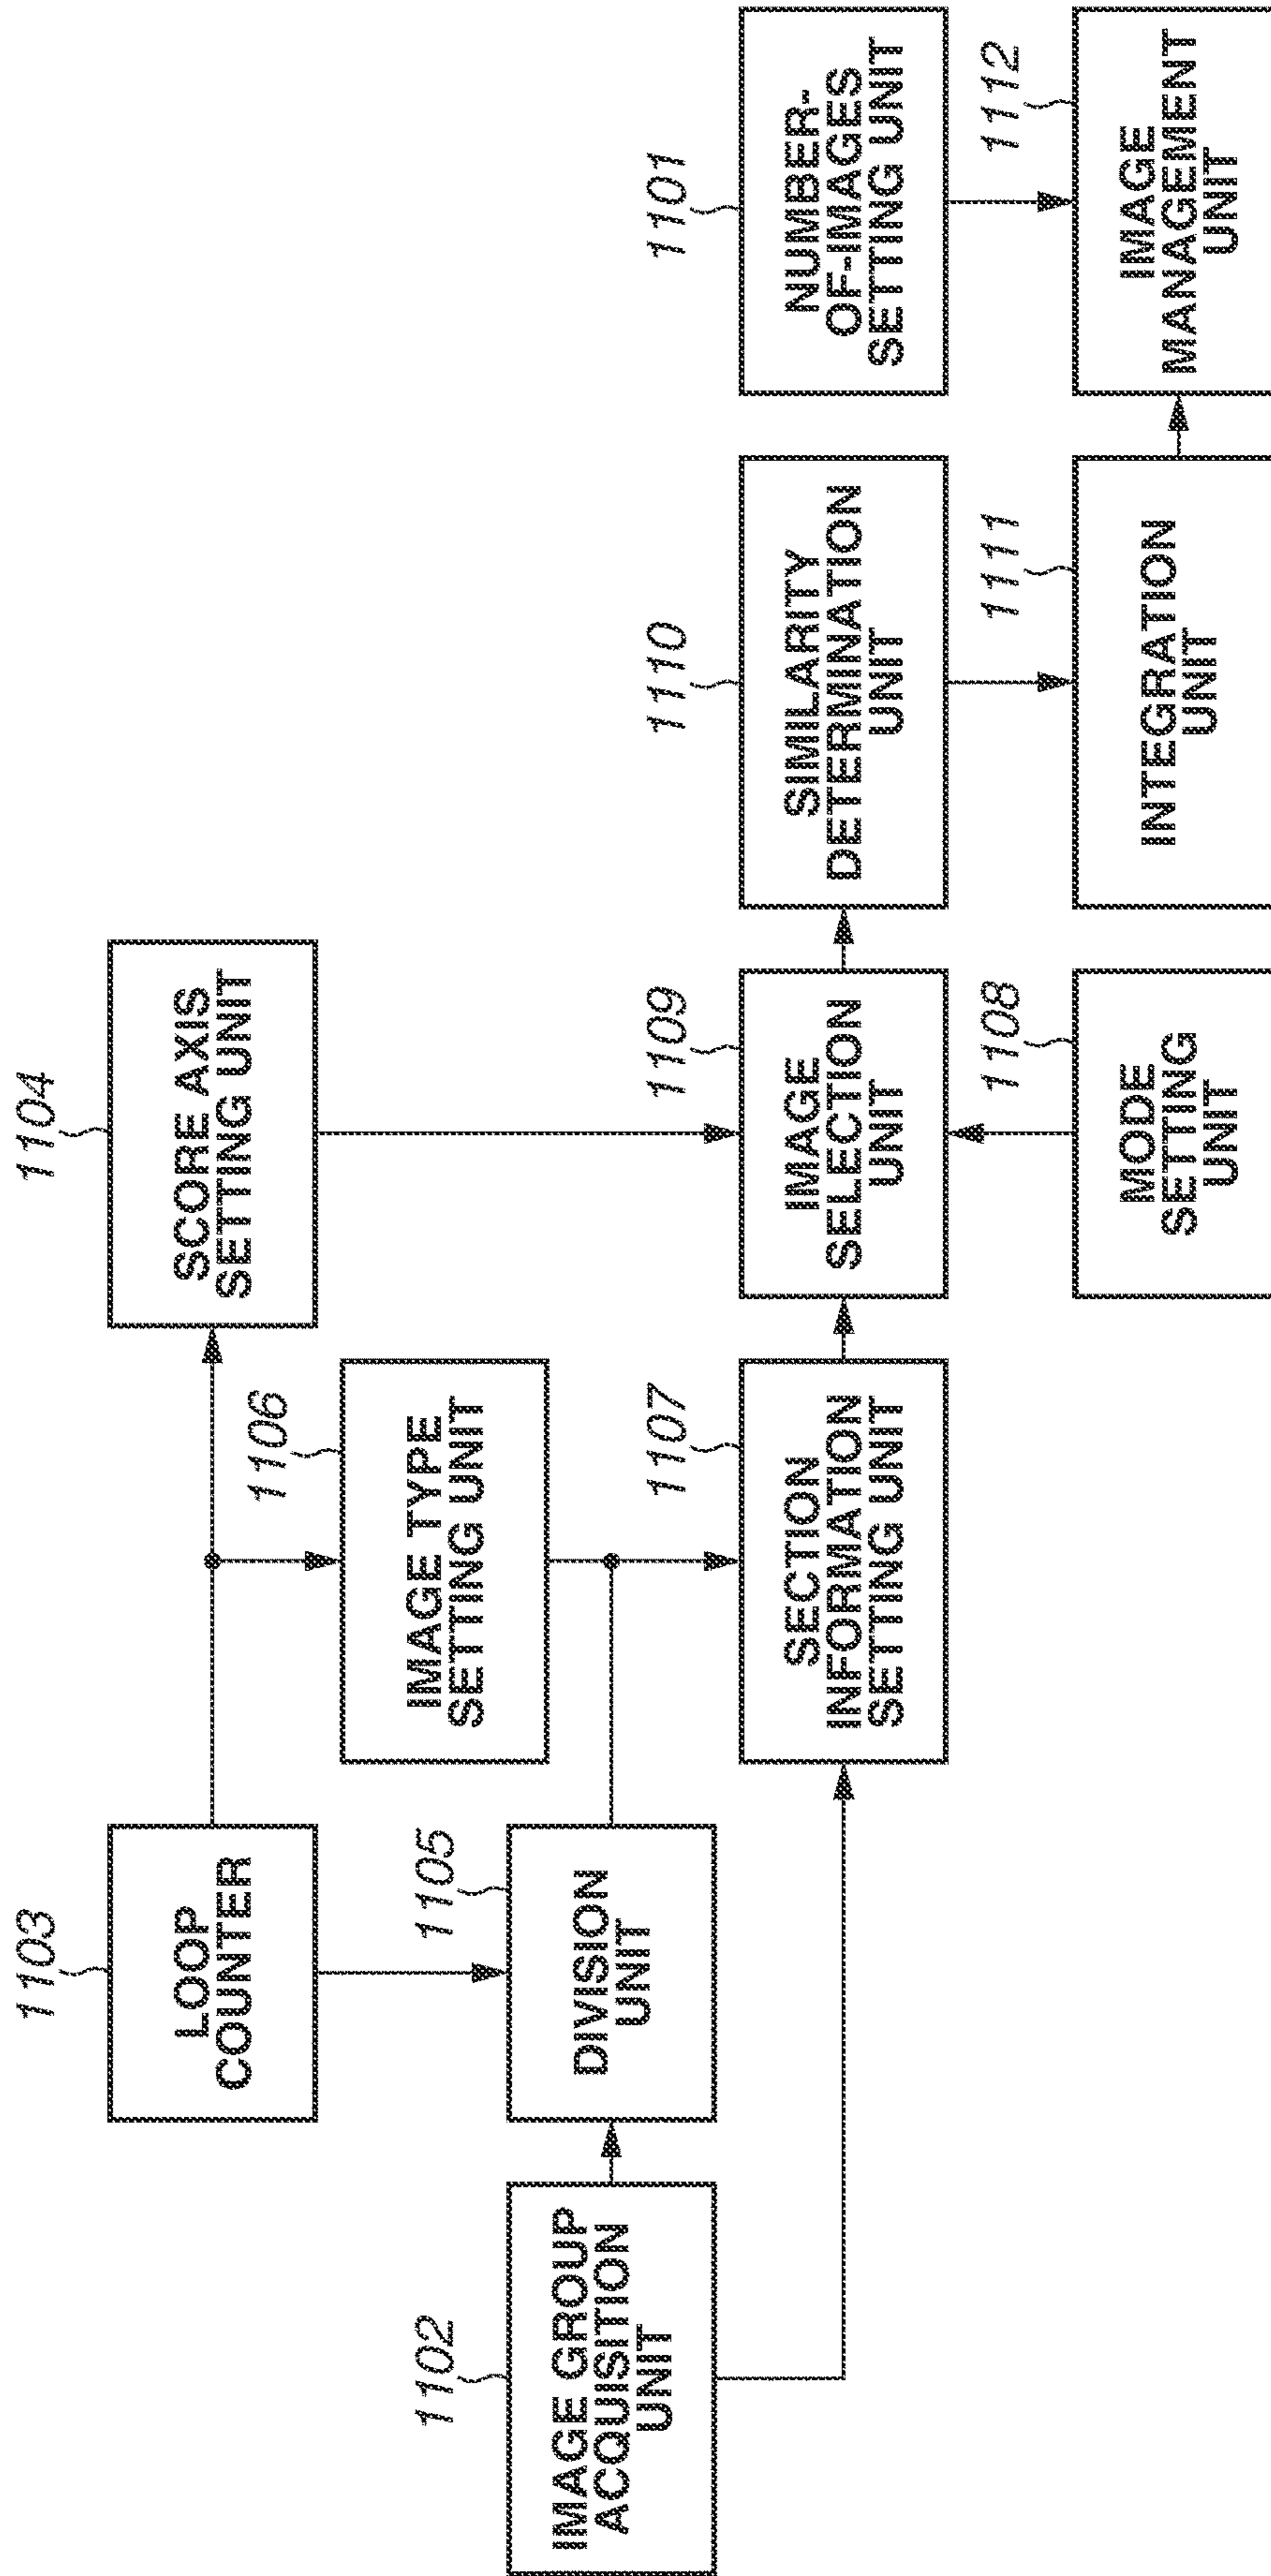 1103
LOOP
COUNTER
1104
SCORE AXIS
SETTING UNIT
1106
IMAGE TYPE
SETTING UNIT
1102
IMAGE GROUP
ACQUISITION
UNIT
1105
DIVISION
UNIT
1107
SECTION
INFORMATION
SETTING UNIT
1109
IMAGE
SELECTION
UNIT
1110
SIMILARITY
DETERMINATION
UNIT
1101
NUMBER-
OF-IMAGES
SETTING UNIT
1108
MODE
SETTING
UNIT
1111
INTEGRATION
UNIT
1112
IMAGE
MANAGEMENT
UNIT